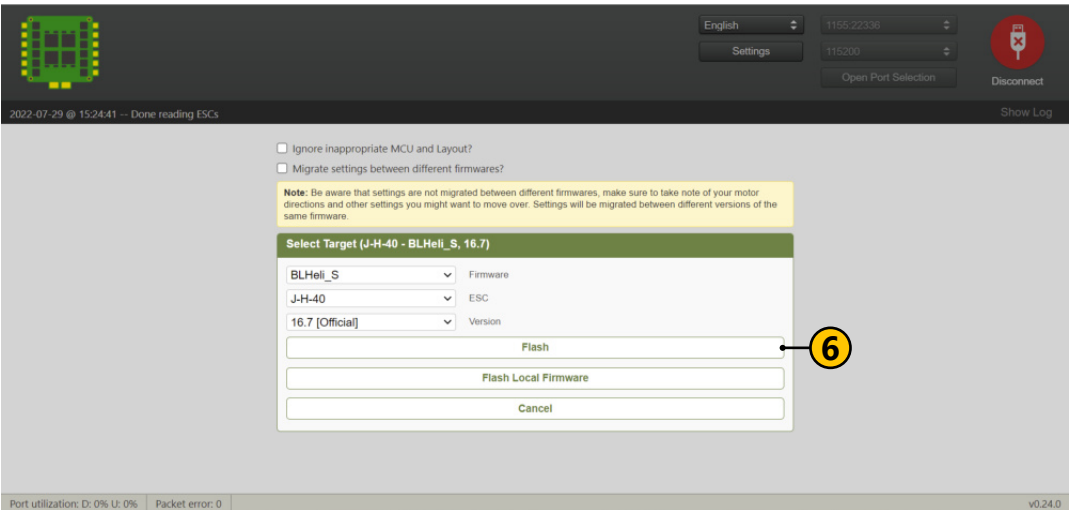 English
1155:22336
Settings
115200
Open Port Selection
Disconnect
2022-07-29 @ 15:24:41 -- Done reading ESCs
Show Log
Ignore inappropriate MCU and Layout?
Migrate settings between different firmwares?
Note: Be aware that settings are not migrated between different firmwares, make sure to take note of your motor
directions and other settings you might want to move over. Settings will be migrated between different versions of the
same firmware.
Select Target (J-H-40 - BLHeli_S, 16.7)
BLHeli_S Firmware
J-H-40 ESC
16.7 [Official] Version
Flash
6
Flash Local Firmware
Cancel
Port utilization: D: 0% U: 0% Packet error: 0 v0.24.0